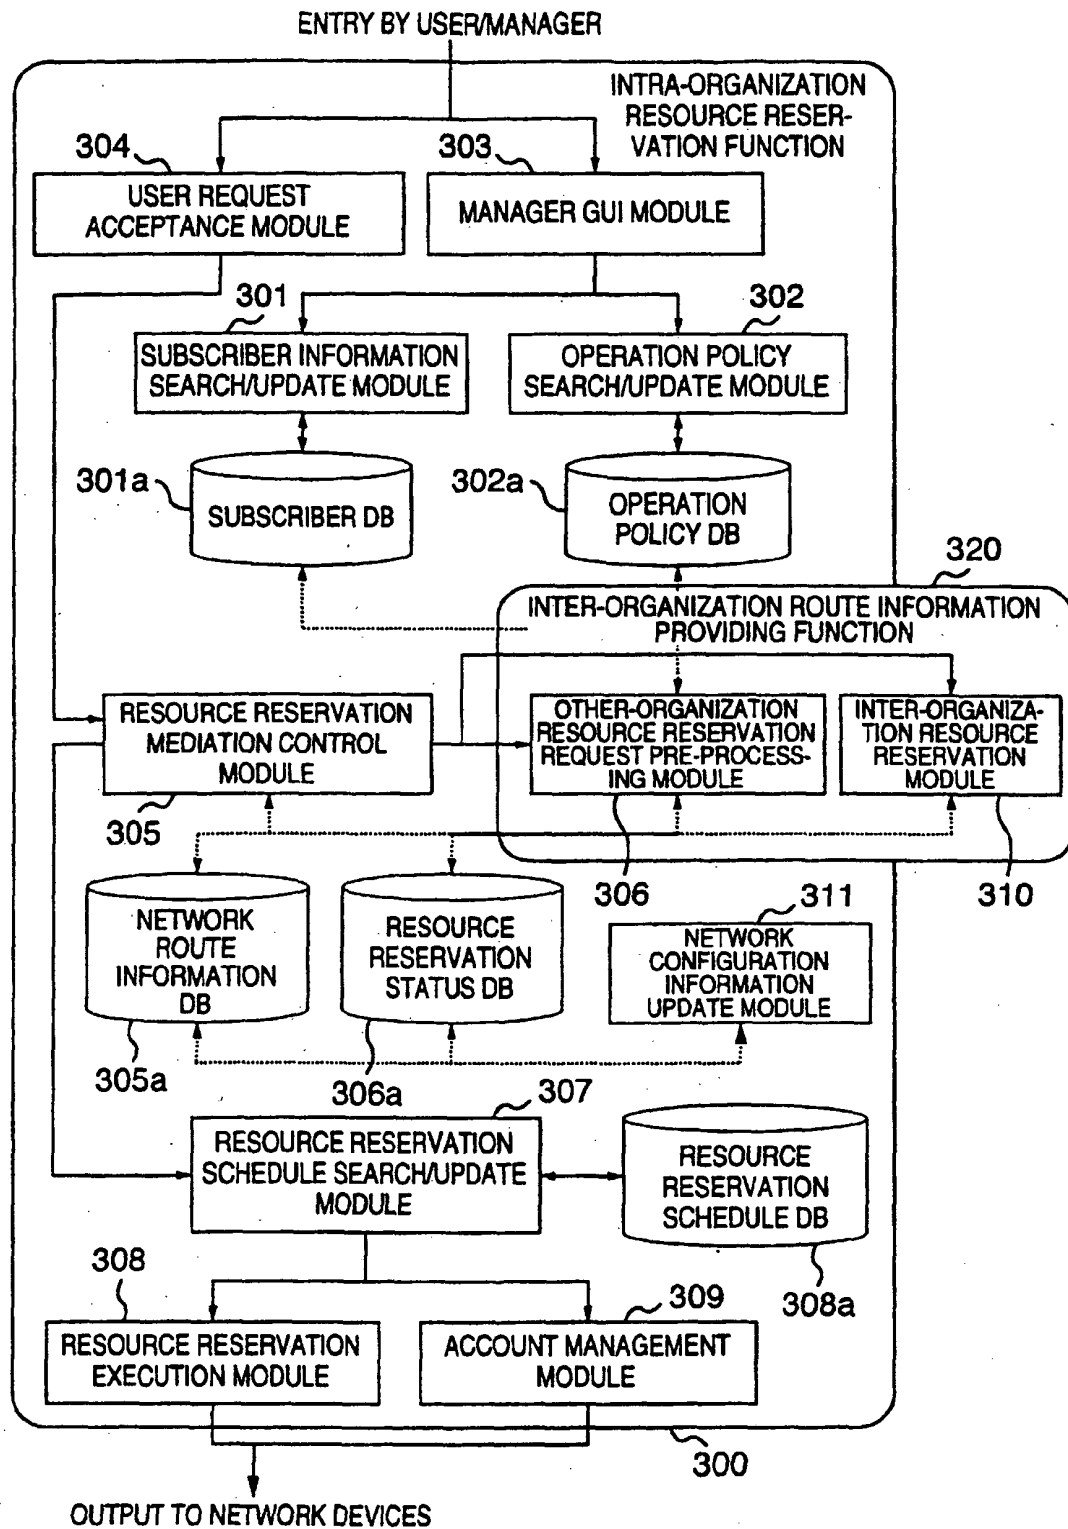 ENTRY BY USER/MANAGER
INTRA-ORGANIZATION
RESOURCE RESER-
VATION FUNCTION
304
303
USER REQUEST
ACCEPTANCE MODULE
MANAGER GUI MODULE
301
302
SUBSCRIBER INFORMATION
SEARCH/UPDATE MODULE
OPERATION POLICY
SEARCH/UPDATE MODULE
301a
SUBSCRIBER DB
302a
OPERATION
POLICY DB
320
INTER-ORGANIZATION ROUTE INFORMATION
PROVIDING FUNCTION
RESOURCE RESERVATION
MEDIATION CONTROL
MODULE
OTHER-ORGANIZATION
RESOURCE RESERVATION
REQUEST PRE-PROCESS-
ING MODULE
INTER-ORGANIZA-
TION RESOURCE
RESERVATION
MODULE
305
306
310
NETWORK
ROUTE
INFORMATION
DB
RESOURCE
RESERVATION
STATUS DB
311
NETWORK
CONFIGURATION
INFORMATION
UPDATE MODULE
305a
306a
307
RESOURCE RESERVATION
SCHEDULE SEARCH/UPDATE
MODULE
RESOURCE
RESERVATION
SCHEDULE DB
308
309
308a
RESOURCE RESERVATION
EXECUTION MODULE
ACCOUNT MANAGEMENT
MODULE
300
OUTPUT TO NETWORK DEVICES